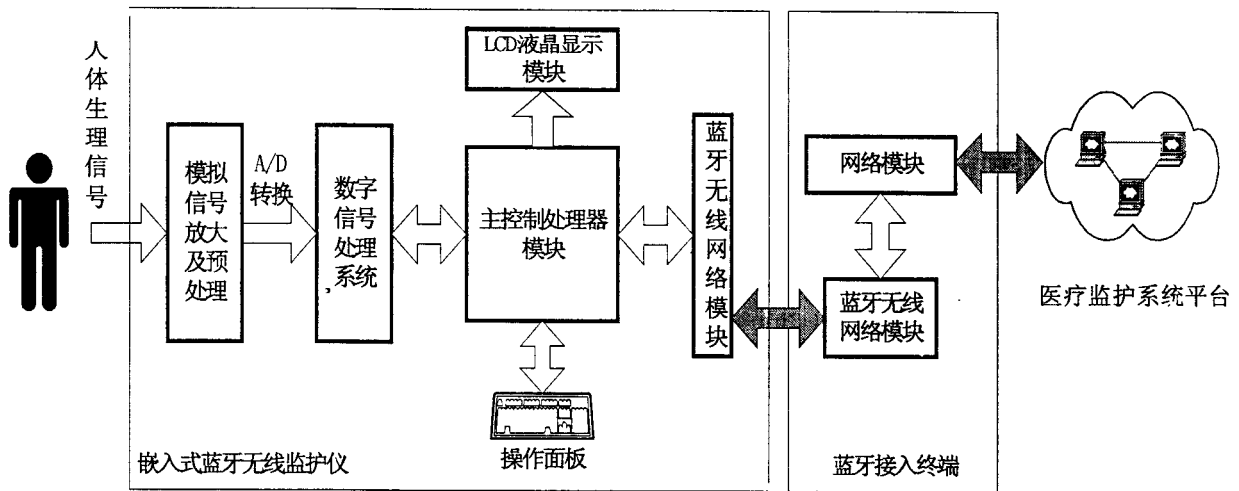 人体生理信号
模拟
信号
放大
及预
处理
A/D
转换
数字
信号
处理
系统
LCD液晶显示
模块
主控制处理器
模块
操作面板
蓝牙无线网络模块
嵌入式蓝牙无线监护仪
网络模块
蓝牙无线
网络模块
蓝牙接入终端
医疗监护系统平台